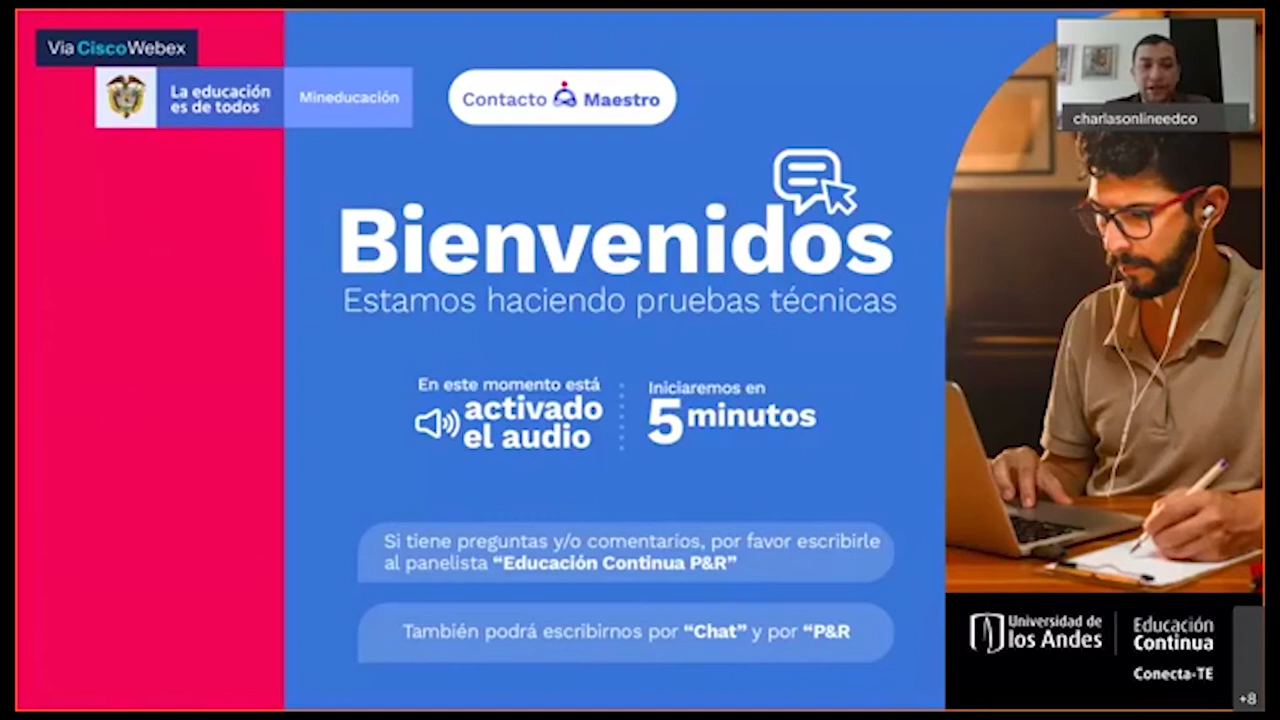 Via CiscoWebex
La educación
es de todos
Mineducación
Contacto Maestro
charlasonlineedco
Bienvenidos
Estamos haciendo pruebas técnicas
En este momento está
activado
el audio
Iniciaremos en
5 minutos
Si tiene preguntas y/o comentarios, por favor escribirle
al panelista “Educación Continua P&R”
También podrá escribirnos por “Chat” y por “P&R
Universidad de
los Andes
Educación
Continua
Conecta-TE
+8